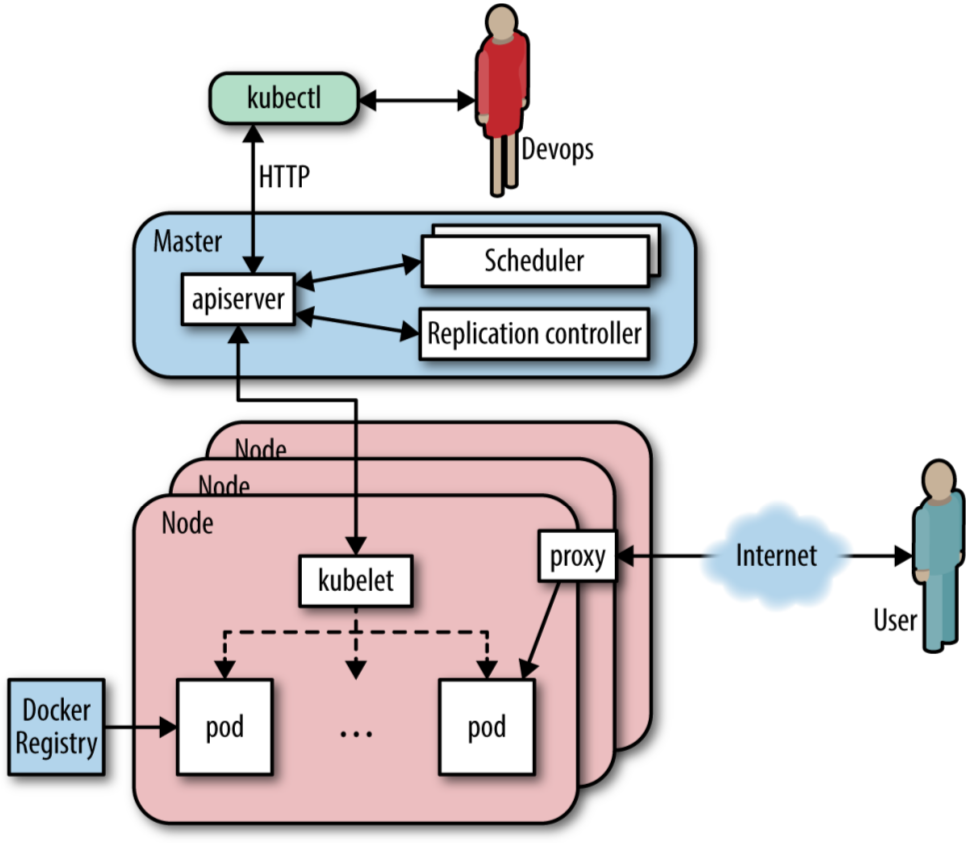 kubectl
Devops
HTTP
Master
Scheduler
apiserver
Replication controller
Node
Node
Node
proxy
Internet
kubelet
User
Docker
Registry
pod
...
pod